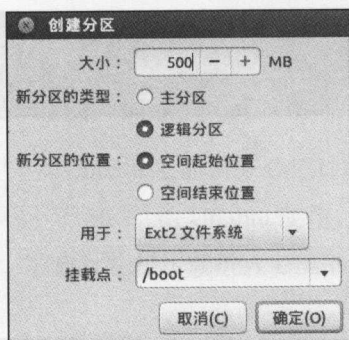 创建分区
大小： 500 － ＋ MB
新分区的类型： 主分区
逻辑分区
新分区的位置： 空间起始位置
空间结束位置
用于： Ext2 文件系统
挂载点： /boot
取消(C) 确定(O)